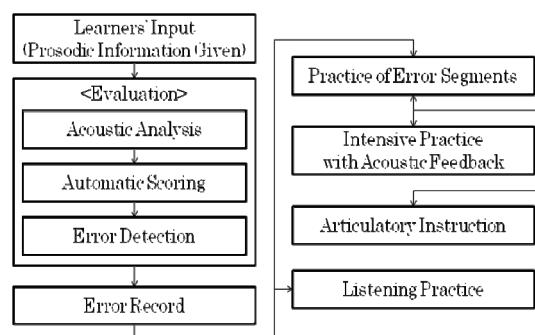 Learners' Input
(Prosodic Information Given)
<Evaluation>
Acoustic Analysis
Automatic Scoring
Error Detection
Error Record
Practice of Error Segments
Intensive Practice
with Acoustic Feedback
Articulatory Instruction
Listening Practice